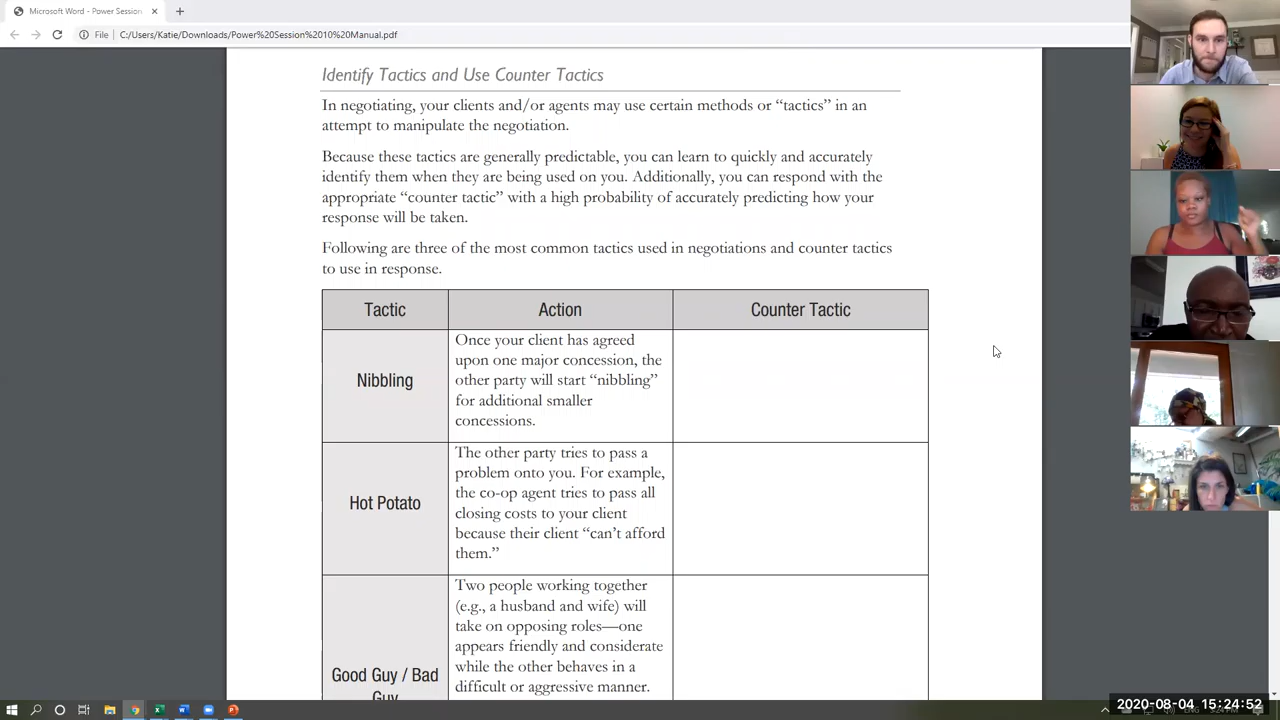 Microsoft Word - Power Session
File
C:/Users/Katie/Downloads/Power%20Session%2010%20Manual.pdf
Identify Tactics and Use Counter Tactics
In negotiating, your clients and/or agents may use certain methods or “tactics” in an
attempt to manipulate the negotiation.
Because these tactics are generally predictable, you can learn to quickly and accurately
identify them when they are being used on you. Additionally, you can respond with the
appropriate “counter tactic” with a high probability of accurately predicting how your
response will be taken.
Following are three of the most common tactics used in negotiations and counter tactics
to use in response.
Tactic
Action
Counter Tactic
Nibbling
Once your client has agreed
upon one major concession, the
other party will start “nibbling”
for additional smaller
concessions.
Hot Potato
The other party tries to pass a
problem onto you. For example,
the co-op agent tries to pass all
closing costs to your client
because their client “can’t afford
them.”
Good Guy / Bad
Guy
Two people working together
(e.g., a husband and wife) will
take on opposing roles—one
appears friendly and considerate
while the other behaves in a
difficult or aggressive manner.
2020-08-04 15:24:52